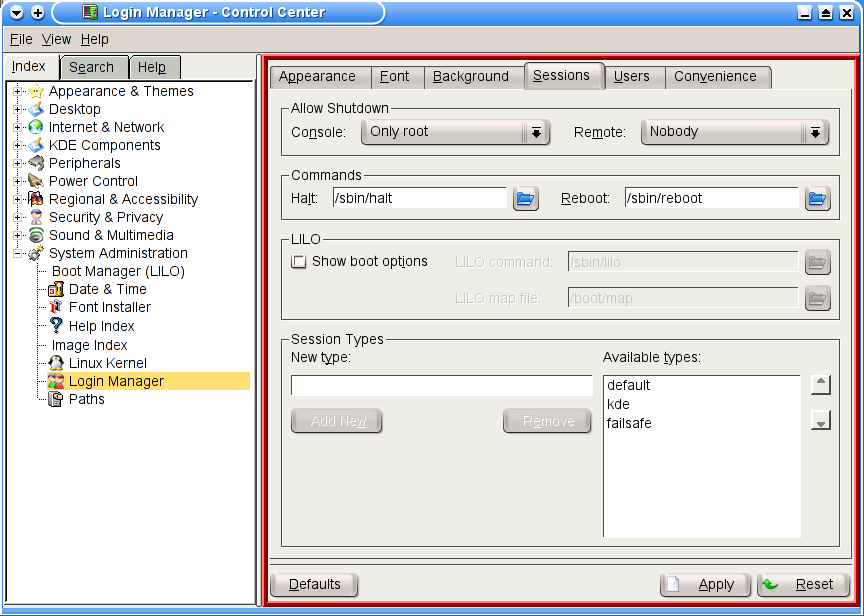 Login Manager - Control Center
File View Help
Index Search Help
Appearance & Themes
Desktop
Internet & Network
KDE Components
Peripherals
Power Control
Regional & Accessibility
Security & Privacy
Sound & Multimedia
System Administration
Boot Manager (LILO)
Date & Time
Font Installer
Help Index
Image Index
Linux Kernel
Login Manager
Paths
Appearance Font Background Sessions Users Convenience
Allow Shutdown
Console: Only root Remote: Nobody
Commands
Halt: /sbin/halt Reboot: /sbin/reboot
LILO
Show boot options LILO command: /sbin/lilo
LILO map file: /boot/map
Session Types
New type: Available types:
default
kde
failsafe
Add New Remove
Defaults Apply Reset